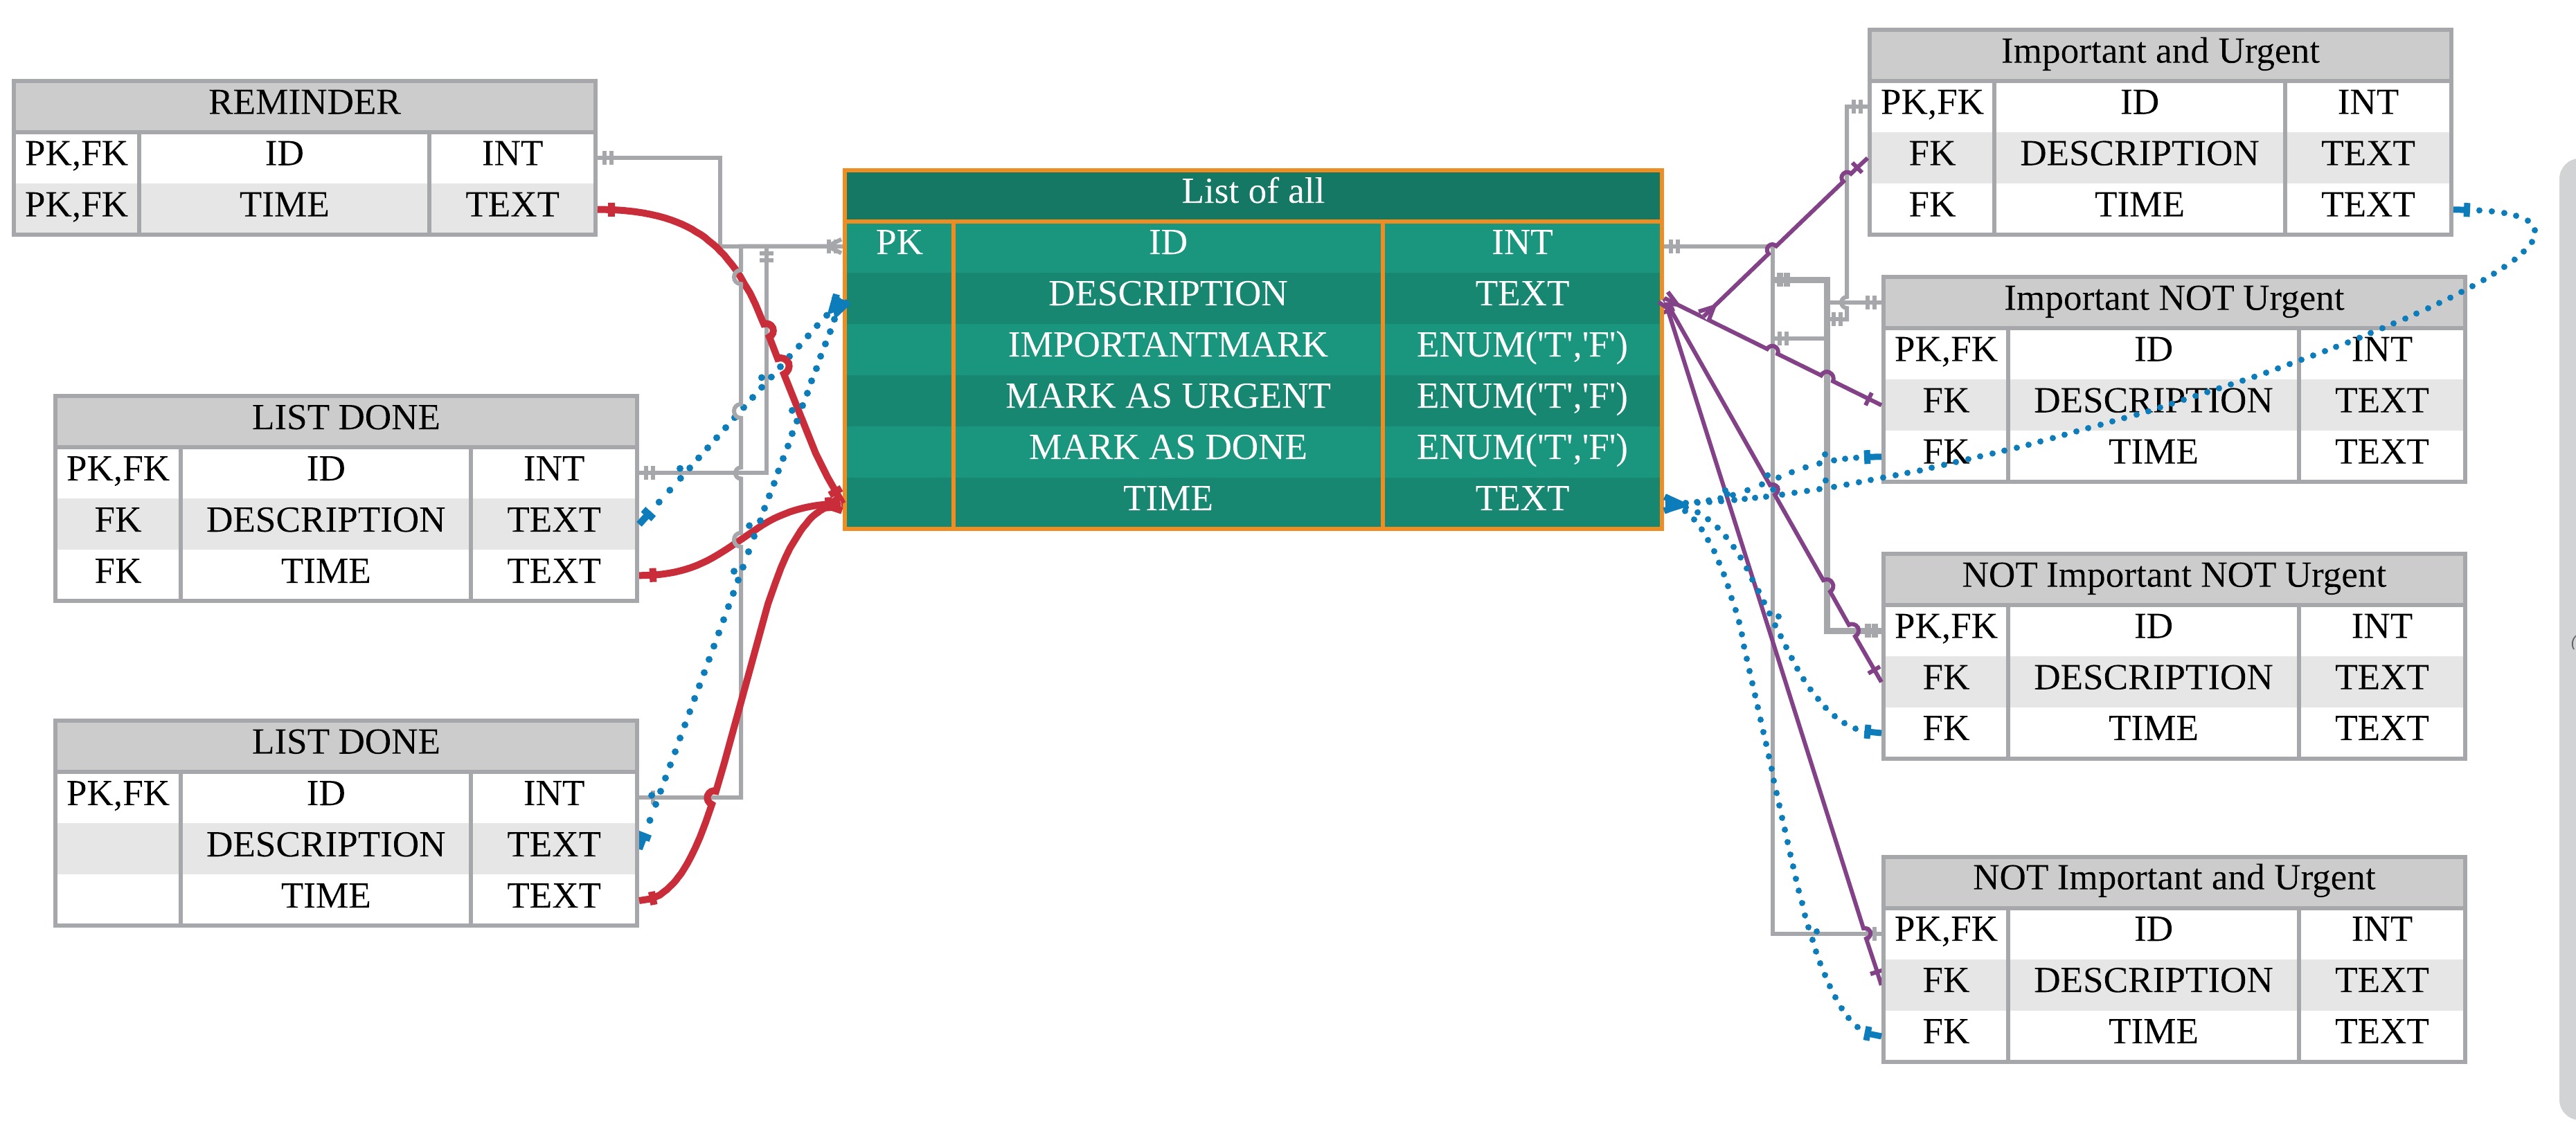 REMINDER
PK,FK ID INT
PK,FK TIME TEXT
LIST DONE
PK,FK ID INT
FK DESCRIPTION TEXT
FK TIME TEXT
LIST DONE
PK,FK ID INT
DESCRIPTION TEXT
TIME TEXT
List of all
PK ID INT
DESCRIPTION TEXT
IMPORTANTMARK ENUM('T','F')
MARK AS URGENT ENUM('T','F')
MARK AS DONE ENUM('T','F')
TIME TEXT
Important and Urgent
PK,FK ID INT
FK DESCRIPTION TEXT
FK TIME TEXT
Important NOT Urgent
PK,FK ID INT
FK DESCRIPTION TEXT
FK TIME TEXT
NOT Important NOT Urgent
PK,FK ID INT
FK DESCRIPTION TEXT
FK TIME TEXT
NOT Important and Urgent
PK,FK ID INT
FK DESCRIPTION TEXT
FK TIME TEXT